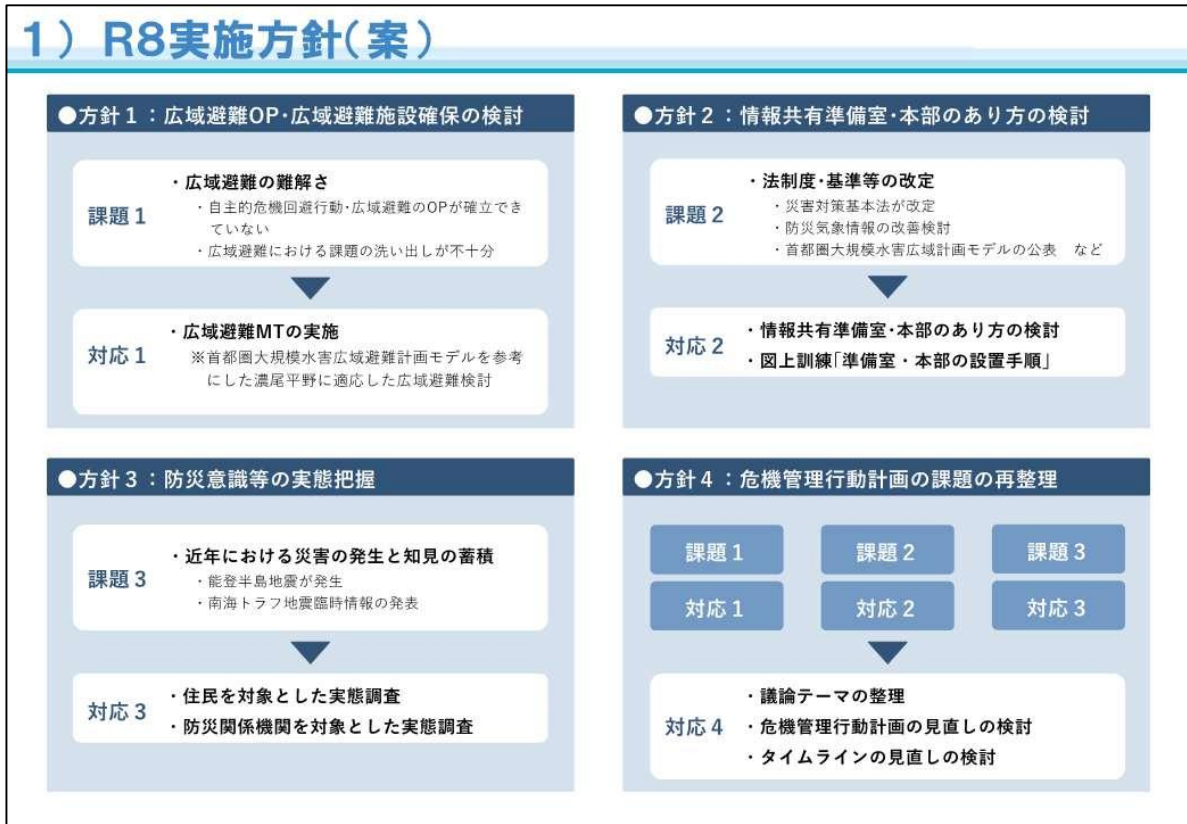 1）R8実施方針（案）
●方針1：広域避難OP・広域避難施設確保の検討
課題1
・広域避難の難解さ
・自主的危機回避行動・広域避難のOPが確立でき
ていない
・広域避難における課題の洗い出しが不十分
対応1
・広域避難MTの実施
※首都圏大規模水害広域避難計画モデルを参考
にした濃尾平野に適応した広域避難検討
●方針2：情報共有準備室・本部のあり方の検討
課題2
・法制度・基準等の改定
・災害対策基本法が改定
・防災気象情報の改善検討
・首都圏大規模水害広域計画モデルの公表　など
対応2
・情報共有準備室・本部のあり方の検討
・図上訓練「準備室・本部の設置手順」
●方針3：防災意識等の実態把握
課題3
・近年における災害の発生と知見の蓄積
・能登半島地震が発生
・南海トラフ地震臨時情報の発表
対応3
・住民を対象とした実態調査
・防災関係機関を対象とした実態調査
●方針4：危機管理行動計画の課題の再整理
課題1　課題2　課題3
対応1　対応2　対応3
対応4
・議論テーマの整理
・危機管理行動計画の見直しの検討
・タイムラインの見直しの検討